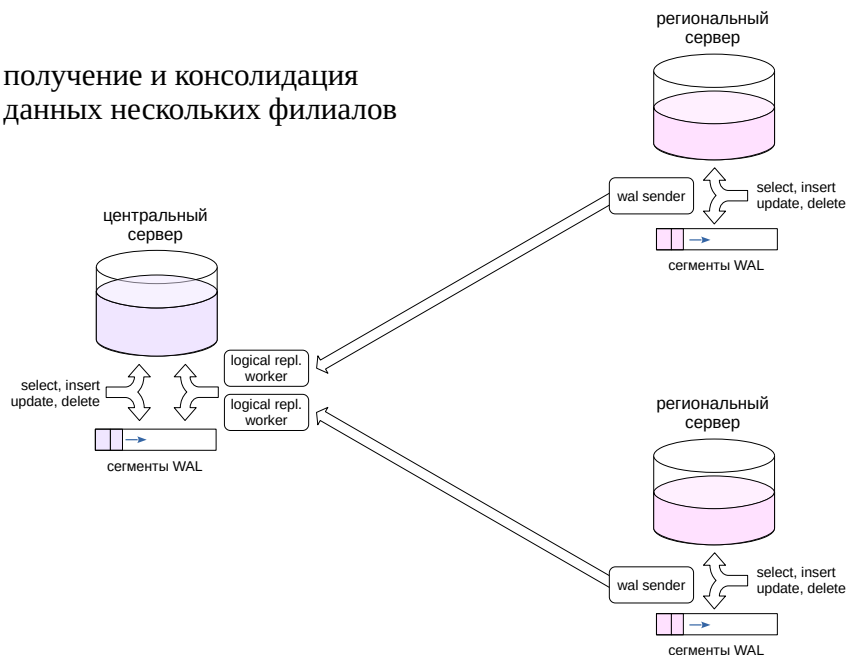 региональный
сервер
получение и консолидация
данных нескольких филиалов
wal sender
select, insert
update, delete
сегменты WAL
центральный
сервер
logical repl.
worker
select, insert
update, delete
logical repl.
worker
сегменты WAL
региональный
сервер
wal sender
select, insert
update, delete
сегменты WAL